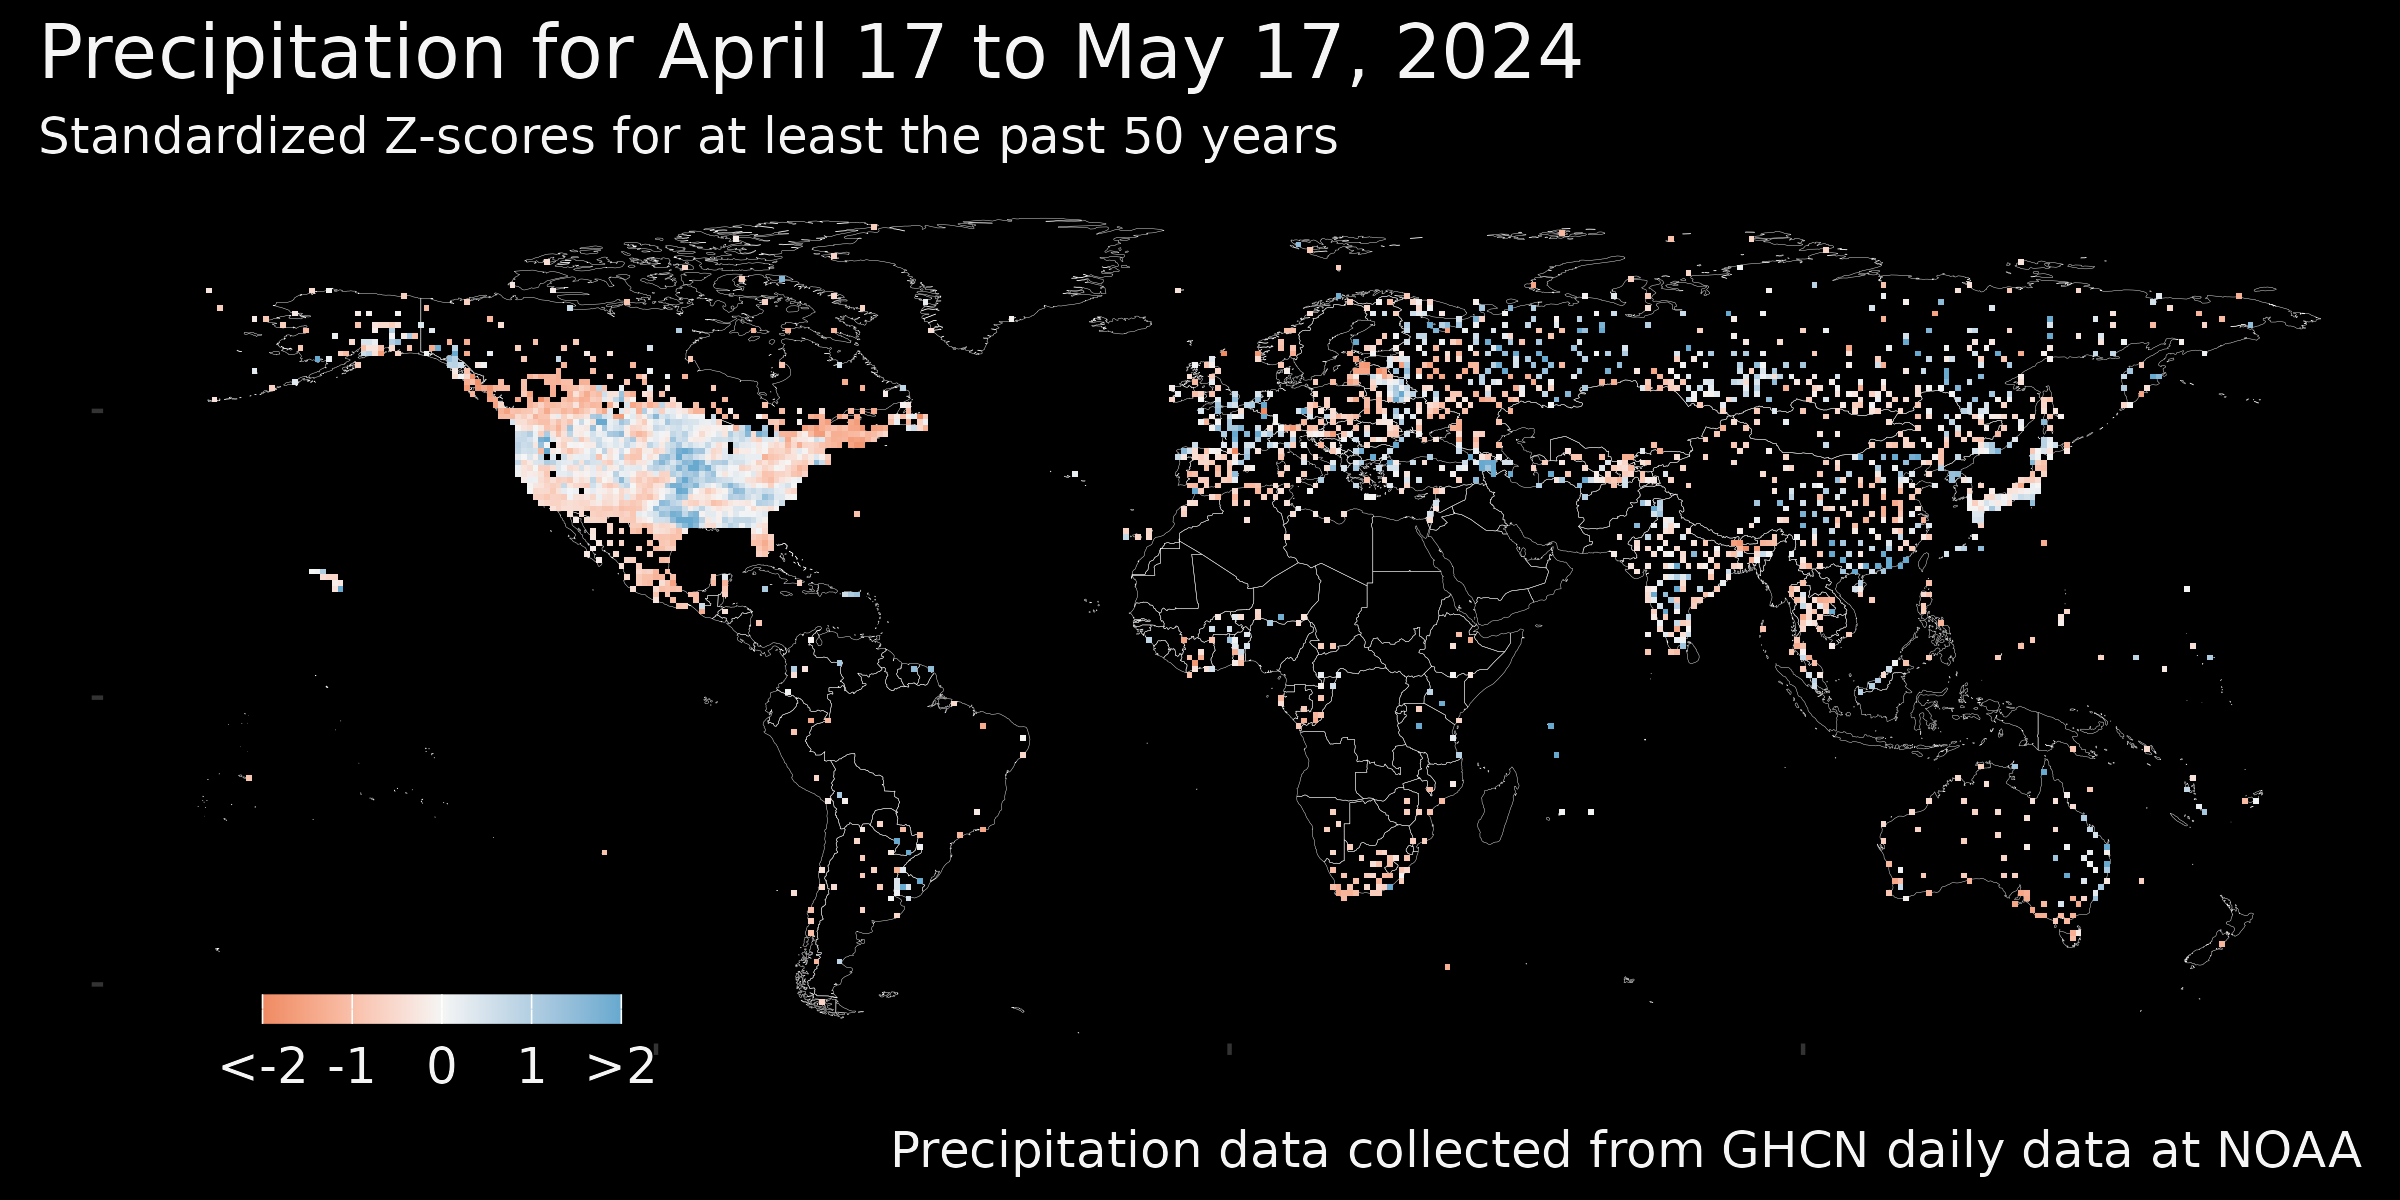 Precipitation for April 17 to May 17, 2024
Standardized Z-scores for at least the past 50 years
<-2 -1 0 1 >2
Precipitation data collected from GHCN daily data at NOAA